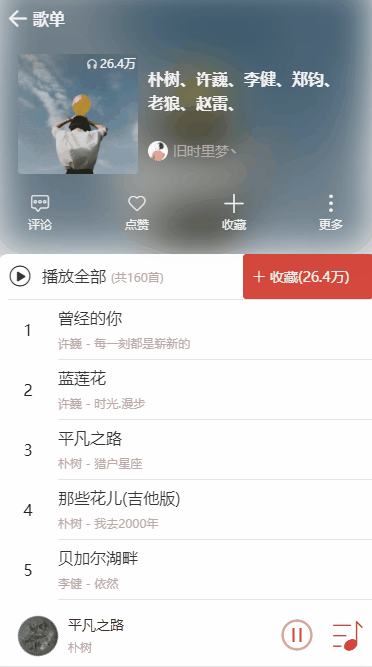 歌单
26.4万
朴树、许巍、李健、郑钧、
老狼、赵雷、
旧时里梦丶
评论
点赞
收藏
更多
播放全部 (共160首)
+ 收藏(26.4万)
1
曾经的你
许巍 - 每一刻都是崭新的
2
蓝莲花
许巍 - 时光.漫步
3
平凡之路
朴树 - 猎户星座
4
那些花儿(吉他版)
朴树 - 我去2000年
5
贝加尔湖畔
李健 - 依然
平凡之路
朴树